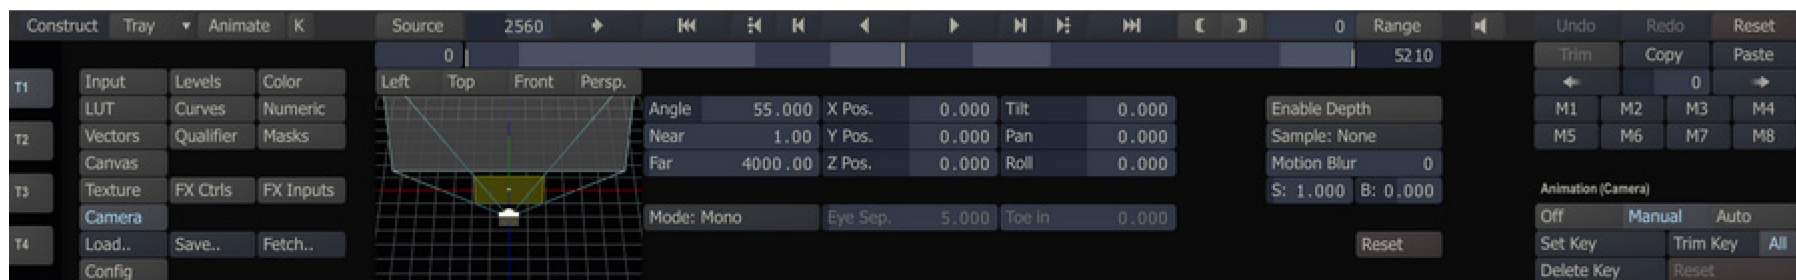 Construct Tray ▼ Animate K Source 2560 0 Range Undo Redo Reset
0 5210 Trim Copy Paste
T1 Input Levels Color Left Top Front Persp. 0
LUT Curves Numeric Angle 55.000 X Pos. 0.000 Tilt 0.000 Enable Depth M1 M2 M3 M4
T2 Vectors Qualifier Masks Near 1.00 Y Pos. 0.000 Pan 0.000 Sample: None M5 M6 M7 M8
Canvas Far 4000.00 Z Pos. 0.000 Roll 0.000 Motion Blur 0
T3 Texture FX Ctrls FX Inputs S: 1.000 B: 0.000 Animation (Camera)
Camera Mode: Mono Eye Sep. 5.000 Toe in 0.000 Off Manual Auto
T4 Load.. Save.. Fetch.. Reset Set Key Trim Key All
Config Delete Key Reset